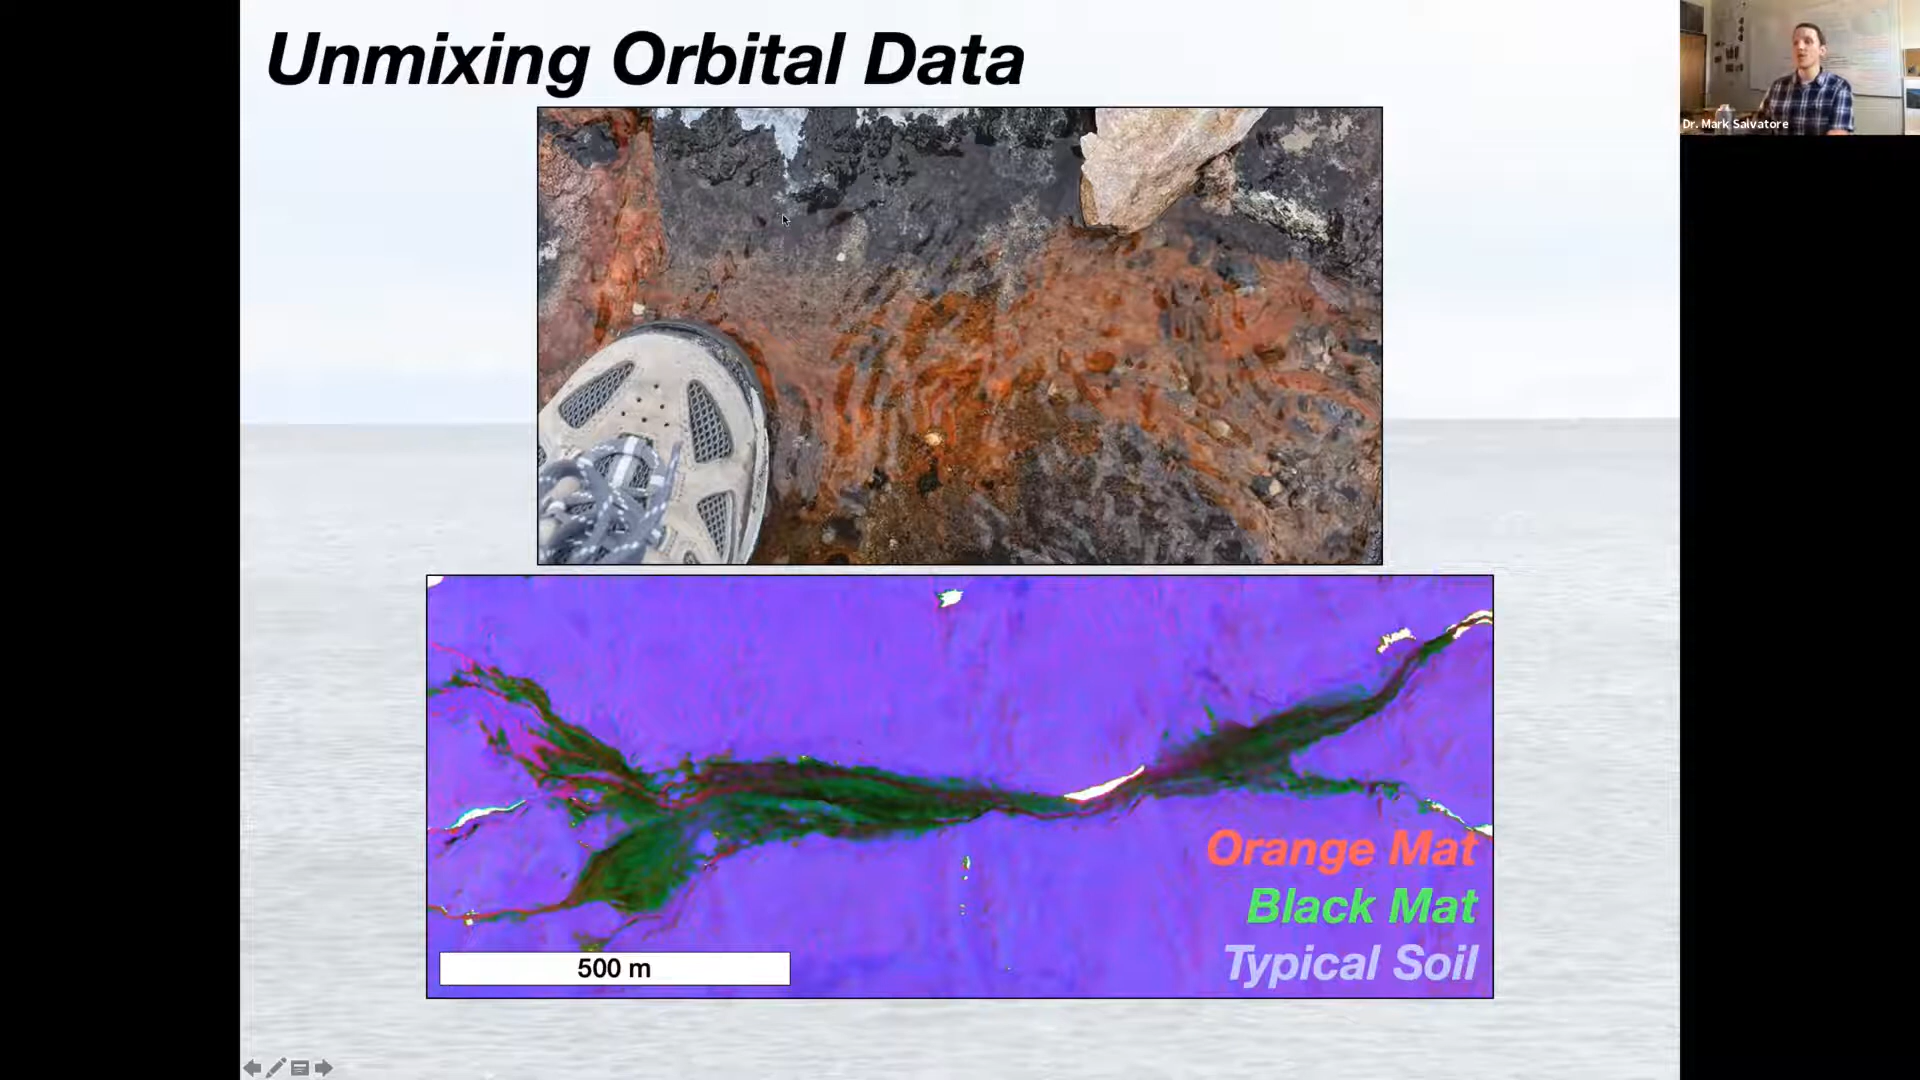 Unmixing Orbital Data
Dr. Mark Salvatore
Orange Mat
Black Mat
Typical Soil
500 m